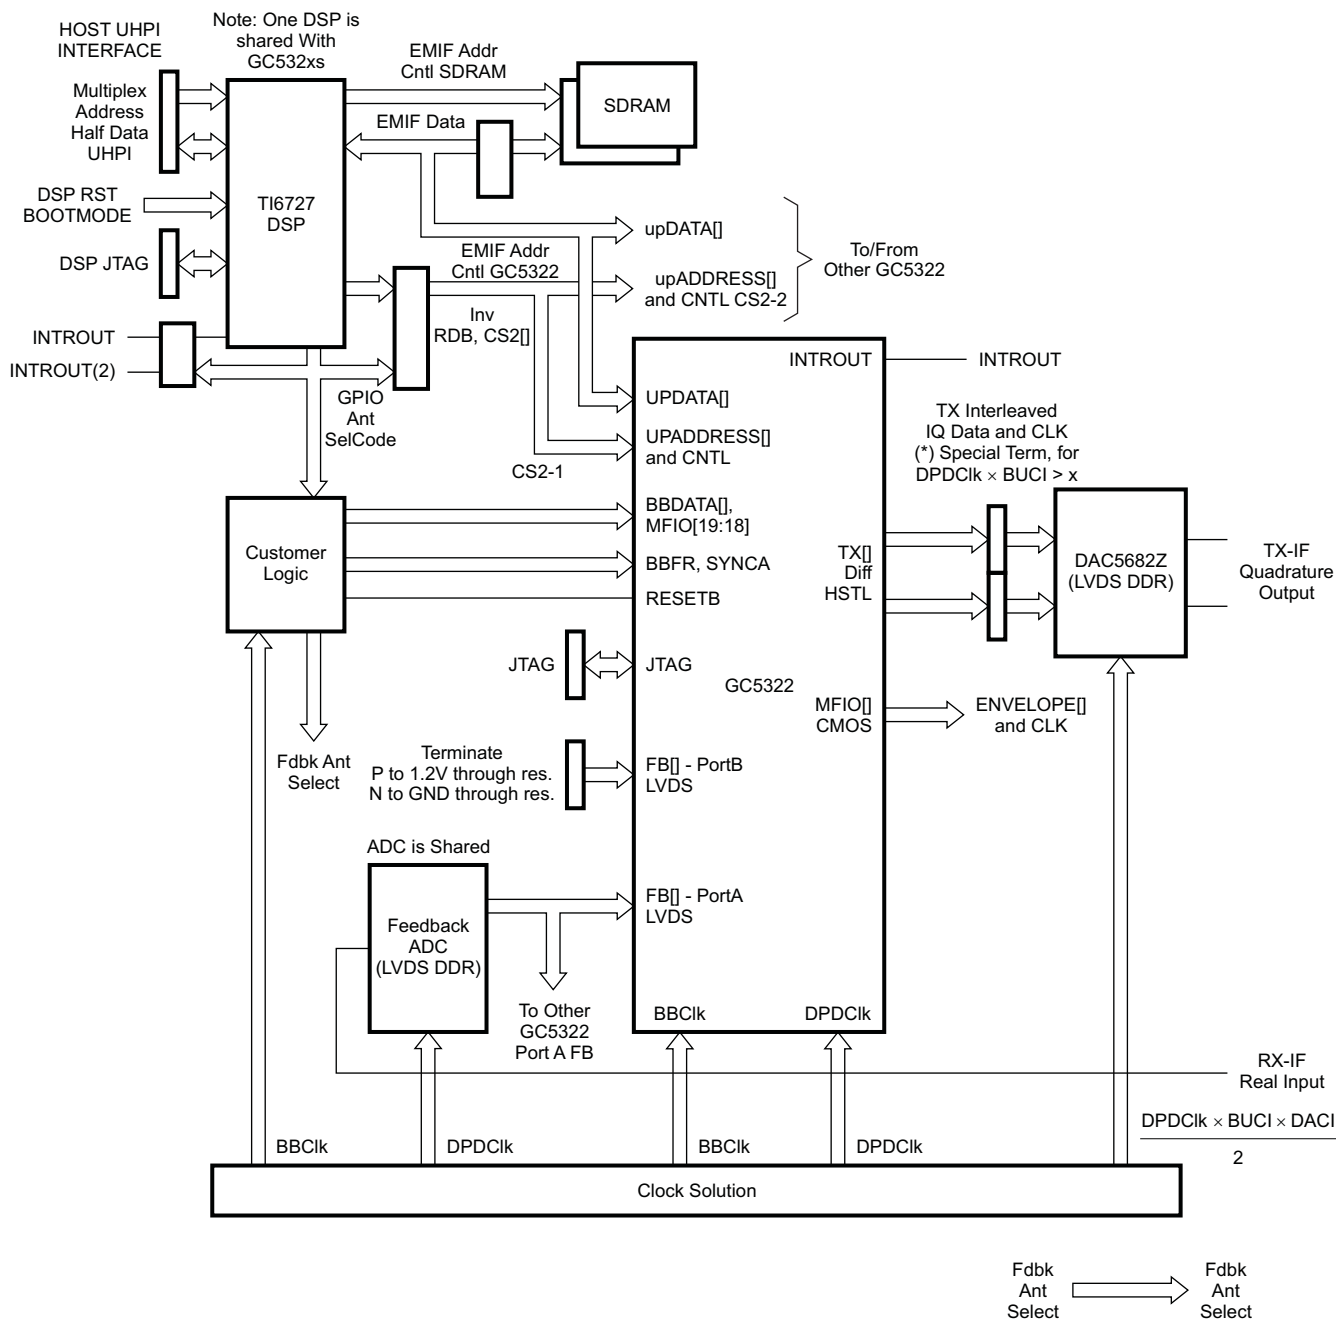 HOST UHPI
INTERFACE
Note: One DSP is
shared With
GC532xs
EMIF Addr
Cntl SDRAM
Multiplex
Address
Half Data
UHPI
SDRAM
EMIF Data
DSP RST
BOOTMODE
TI6727
DSP
DSP JTAG
upDATA[]
EMIF Addr
Cntl GC5322
upADDRESS[]
and CNTL CS2-2
To/From
Other GC5322
Inv
RDB, CS2[]
INTROUT
INTROUT(2)
GPIO
Ant
SelCode
CS2-1
INTROUT
INTROUT
UPDATA[]
UPADDRESS[]
and CNTL
TX Interleaved
IQ Data and CLK
(*) Special Term, for
DPDClk × BUCI > x
Customer
Logic
BBDATA[],
MFIO[19:18]
BBFR, SYNCA
RESETB
TX[]
Diff
HSTL
DAC5682Z
(LVDS DDR)
TX-IF
Quadrature
Output
JTAG
JTAG
GC5322
MFIO[]
CMOS
ENVELOPE[]
and CLK
Fdbk Ant
Select
Terminate
P to 1.2V through res.
N to GND through res.
FB[] - PortB
LVDS
ADC is Shared
Feedback
ADC
(LVDS DDR)
FB[] - PortA
LVDS
To Other
GC5322
Port A FB
BBClk
DPDClk
RX-IF
Real Input
BBClk
DPDClk
BBClk
DPDClk
DPDClk × BUCI × DACI
2
Clock Solution
Fdbk
Ant
Select
Fdbk
Ant
Select